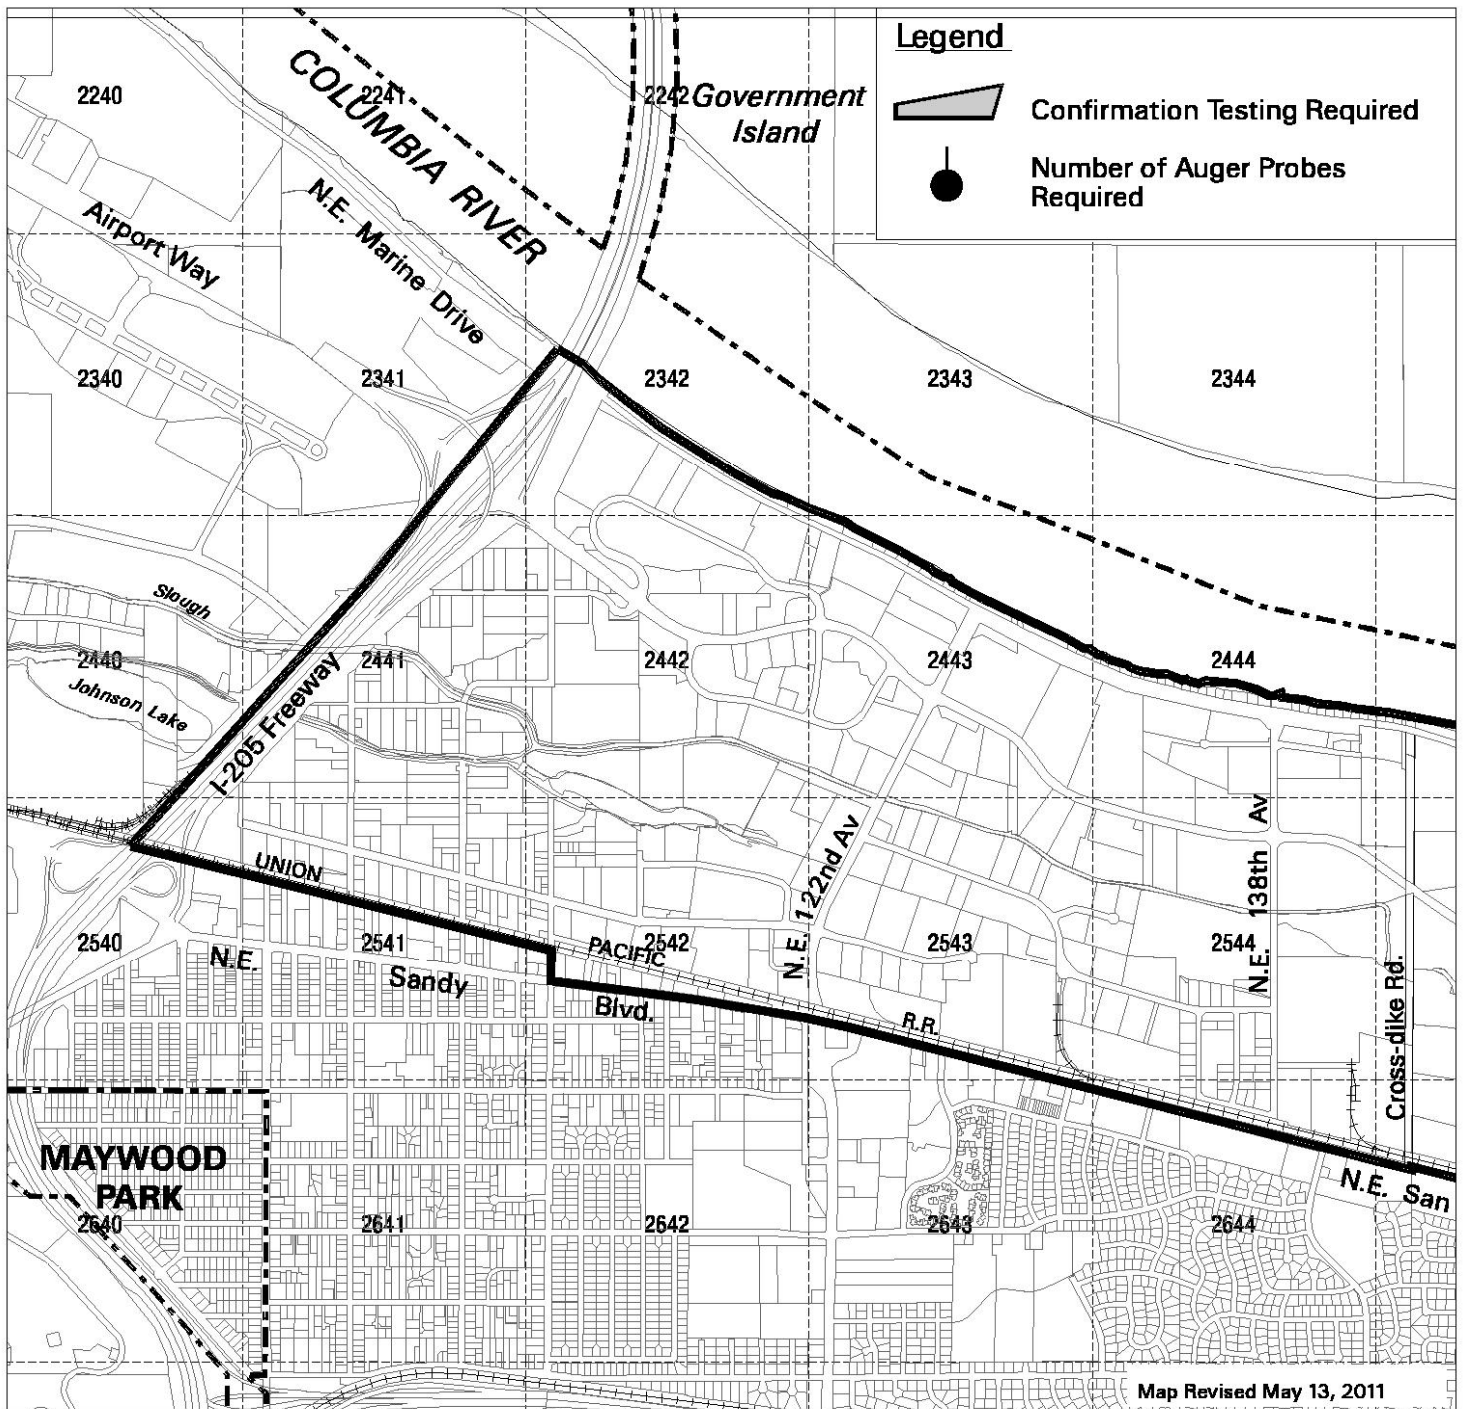 Legend
Confirmation Testing Required
Number of Auger Probes
Required
2240
2241
2242
COLUMBIA RIVER
Government
Island
Airport Way
N.E. Marine Drive
2340
2341
2342
2343
2344
Slough
2440
2441
2442
2443
2444
Johnson Lake
I-205 Freeway
UNION
PACIFIC
R.R.
N.E. 122nd Av
N.E. 138th Av
Cross-dike Rd.
2540
2541
2542
2543
2544
N.E.
Sandy
Blvd.
MAYWOOD
PARK
N.E. San
2640
2641
2642
2643
2644
Map Revised May 13, 2011